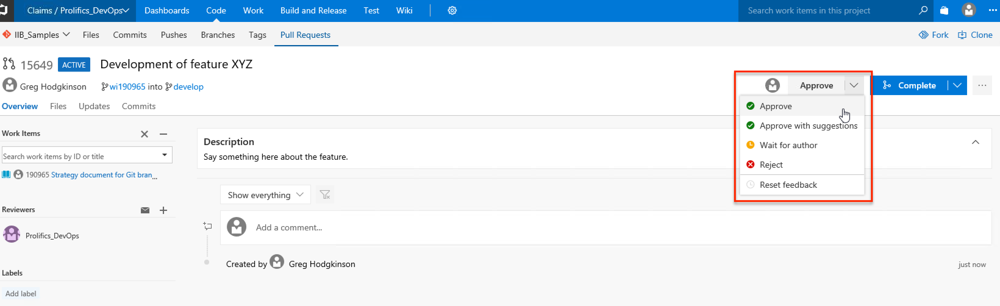 Claims / Prolifics_DevOps Dashboards Code Work Build and Release Test Wiki Search work items in this project
IIB_Samples Files Commits Pushes Branches Tags Pull Requests Fork Clone
15649 ACTIVE Development of feature XYZ
Greg Hodgkinson wi190965 into develop
Approve Complete
Overview Files Updates Commits
Approve
Approve with suggestions
Wait for author
Reject
Reset feedback
Work Items
Search work items by ID or title
190965 Strategy document for Git bran...
Reviewers
Prolifics_DevOps
Labels
Add label
Description
Say something here about the feature.
Show everything
Add a comment...
Created by Greg Hodgkinson just now